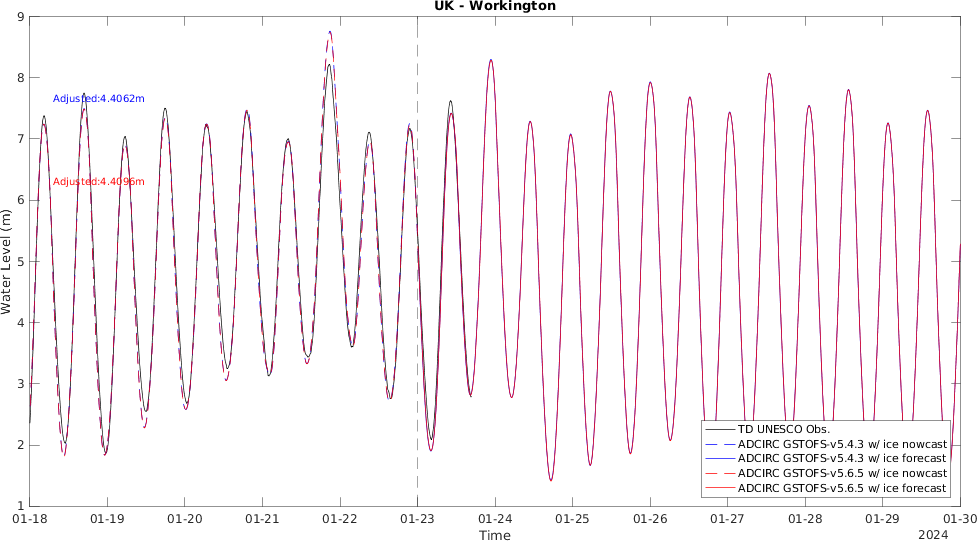 UK - Workington
9
8
7
6
5
4
3
2
1
Water Level (m)
Adjusted:4.4062m
Adjusted:4.4096m
TD UNESCO Obs.
ADCIRC GSTOFS-v5.4.3 w/ ice nowcast
ADCIRC GSTOFS-v5.4.3 w/ ice forecast
ADCIRC GSTOFS-v5.6.5 w/ ice nowcast
ADCIRC GSTOFS-v5.6.5 w/ ice forecast
01-18 01-19 01-20 01-21 01-22 01-23 01-24 01-25 01-26 01-27 01-28 01-29 01-30
Time
2024